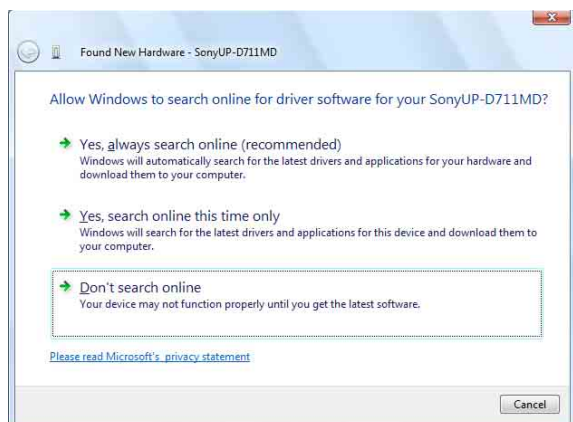 Found New Hardware - SonyUP-D711MD
Allow Windows to search online for driver software for your SonyUP-D711MD?
Yes, always search online (recommended)
Windows will automatically search for the latest drivers and applications for your hardware and
download them to your computer.
Yes, search online this time only
Windows will search for the latest drivers and applications for this device and download them to
your computer.
Don't search online
Your device may not function properly until you get the latest software.
Please read Microsoft's privacy statement
Cancel